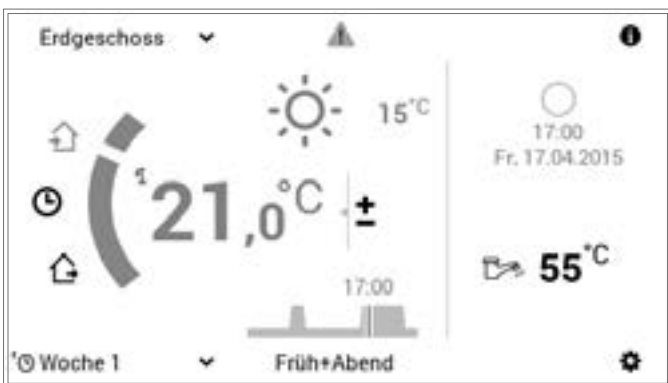 Erdgeschoss
15°C
17:00
Fr. 17.04.2015
21,0°C
±
55°C
17:00
Woche 1
Früh+Abend